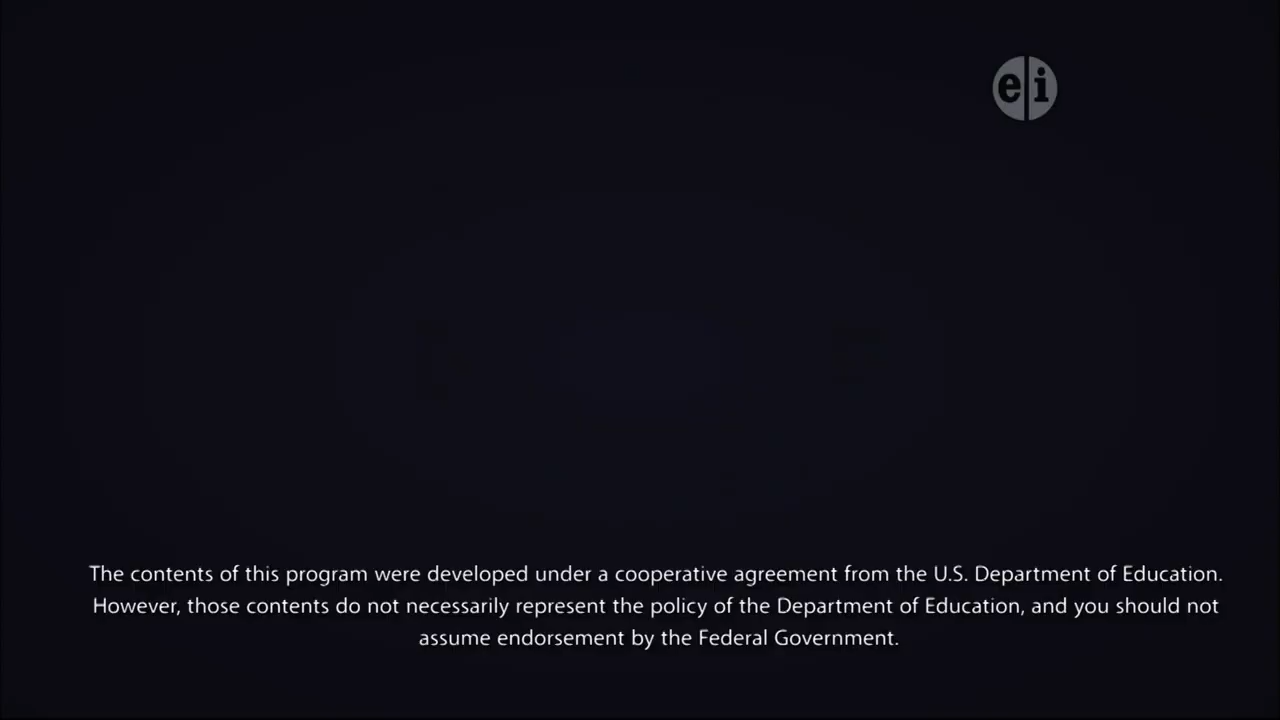 e i
The contents of this program were developed under a cooperative agreement from the U.S. Department of Education.
However, those contents do not necessarily represent the policy of the Department of Education, and you should not
assume endorsement by the Federal Government.